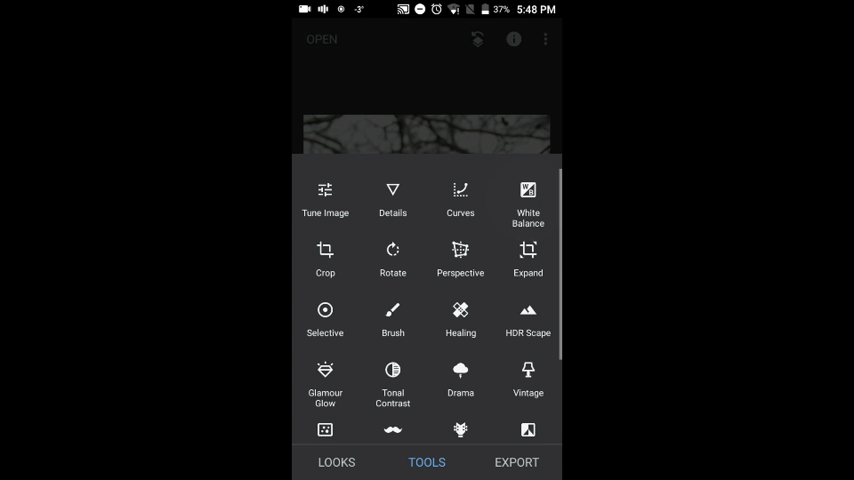 -3° 37% 5:48 PM
OPEN
Tune Image Details Curves White Balance
Crop Rotate Perspective Expand
Selective Brush Healing HDR Scape
Glamour Glow Tonal Contrast Drama Vintage
LOOKS TOOLS EXPORT